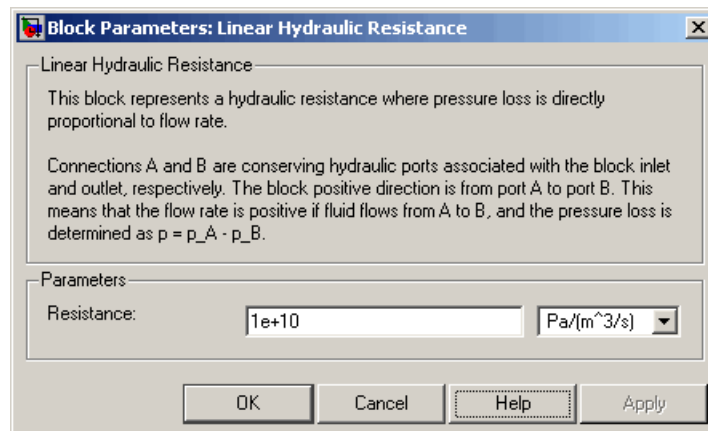 Block Parameters: Linear Hydraulic Resistance
Linear Hydraulic Resistance
This block represents a hydraulic resistance where pressure loss is directly
proportional to flow rate.
Connections A and B are conserving hydraulic ports associated with the block inlet
and outlet, respectively. The block positive direction is from port A to port B. This
means that the flow rate is positive if fluid flows from A to B, and the pressure loss is
determined as p = p_A - p_B.
Parameters
Resistance: 1e+10 Pa/(m^3/s)
OK Cancel Help Apply